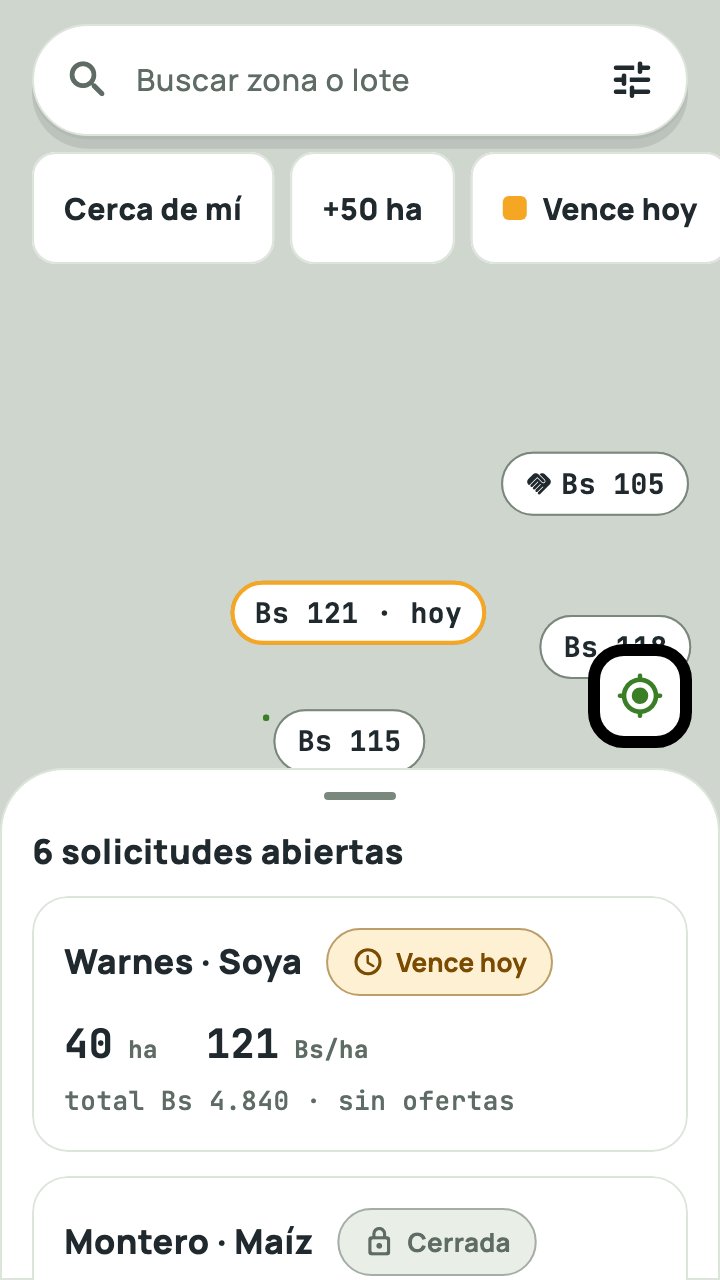 Buscar zona o lote
Cerca de mí
+50 ha
Vence hoy
Bs 105
Bs 121 · hoy
Bs 118
Bs 115
6 solicitudes abiertas
Warnes · Soya
Vence hoy
40 ha 121 Bs/ha
total Bs 4.840 · sin ofertas
Montero · Maíz
Cerrada